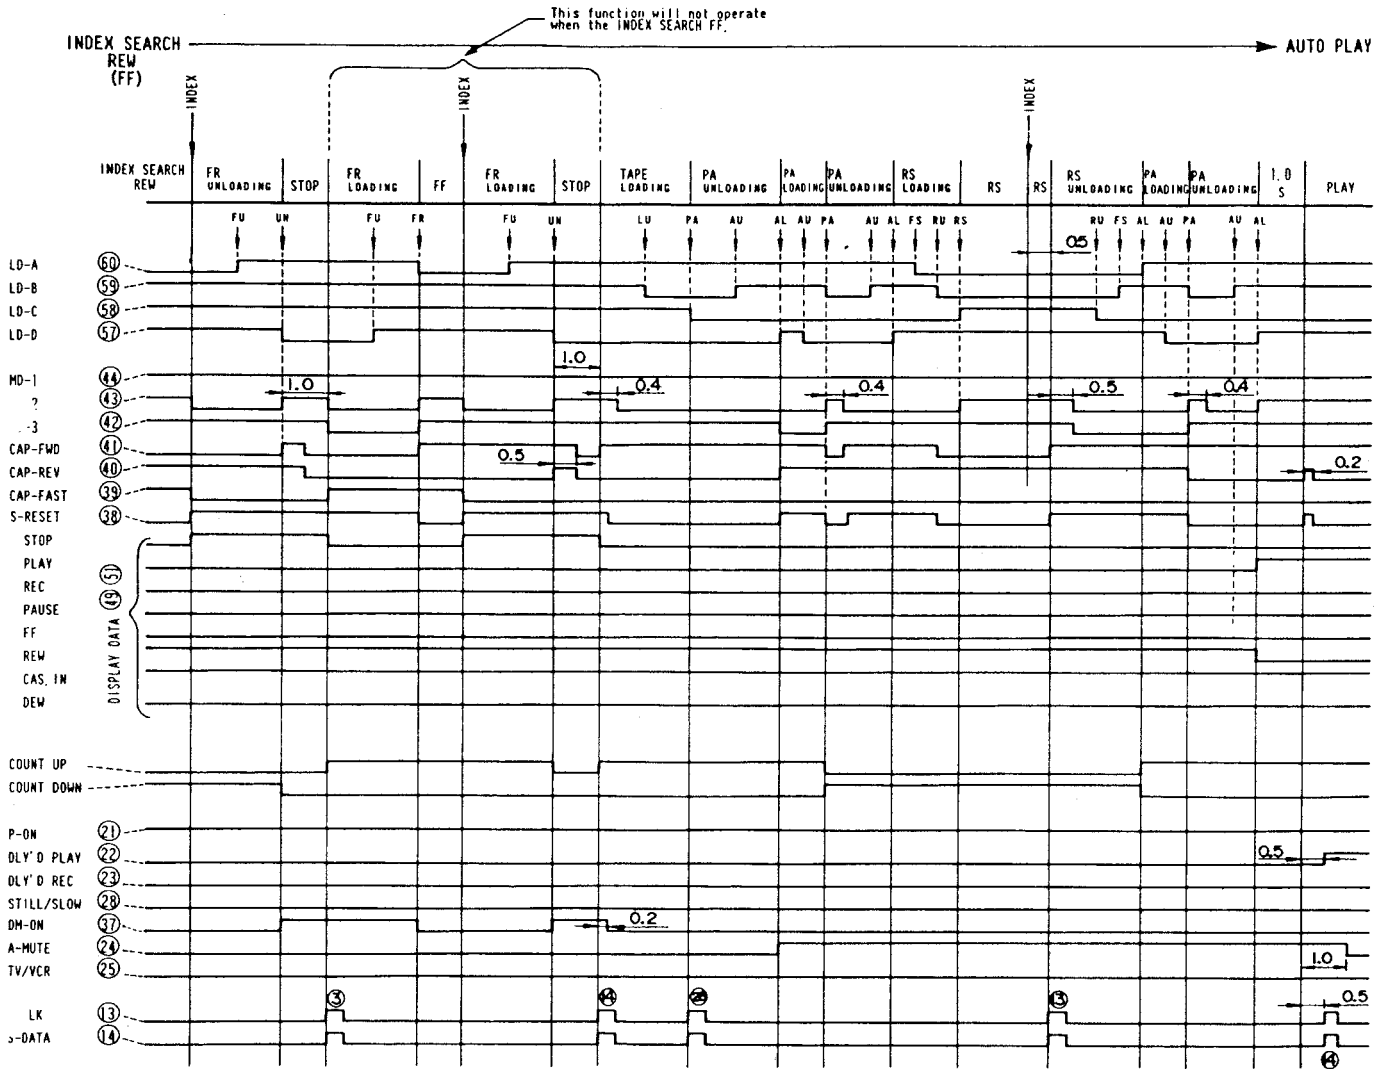 This function will not operate
when the INDEX SEARCH FF.
INDEX SEARCH
REW
(FF)
AUTO PLAY
INDEX
INDEX
INDEX
INDEX SEARCH
REW
FR
UNLOADING
STOP
FR
LOADING
FF
FR
LOADING
STOP
TAPE
LOADING
PA
UNLOADING
PA
LOADING
PA
UNLOADING
RS
LOADING
RS
RS
RS
UNLOADING
PA
LOADING
PA
UNLOADING
1.0
S
PLAY
FU UN FU FR FU UN LU PA AU AL AU PA AU AL FS RU RS RU FS AL AU PA AU AL
0.5
LD-A 60
LD-B 59
LD-C 58
LD-D 57
1.0
MD-1 44
1.0 0.4 0.4 0.5 0.4
2 43
-3 42
CAP-FWD 41
0.5
CAP-REV 40
0.2
CAP-FAST 39
S-RESET 38
STOP
PLAY
REC
PAUSE
FF
REW
CAS. IN
DEW
DISPLAY DATA 49 51
COUNT UP
COUNT DOWN
P-ON 21
DLY'D PLAY 22
0.5
DLY'D REC 23
STILL/SLOW 28
DM-ON 37
0.2
A-MUTE 24
1.0
TV/VCR 25
3 13
0.5
LK 13
-DATA 14
14